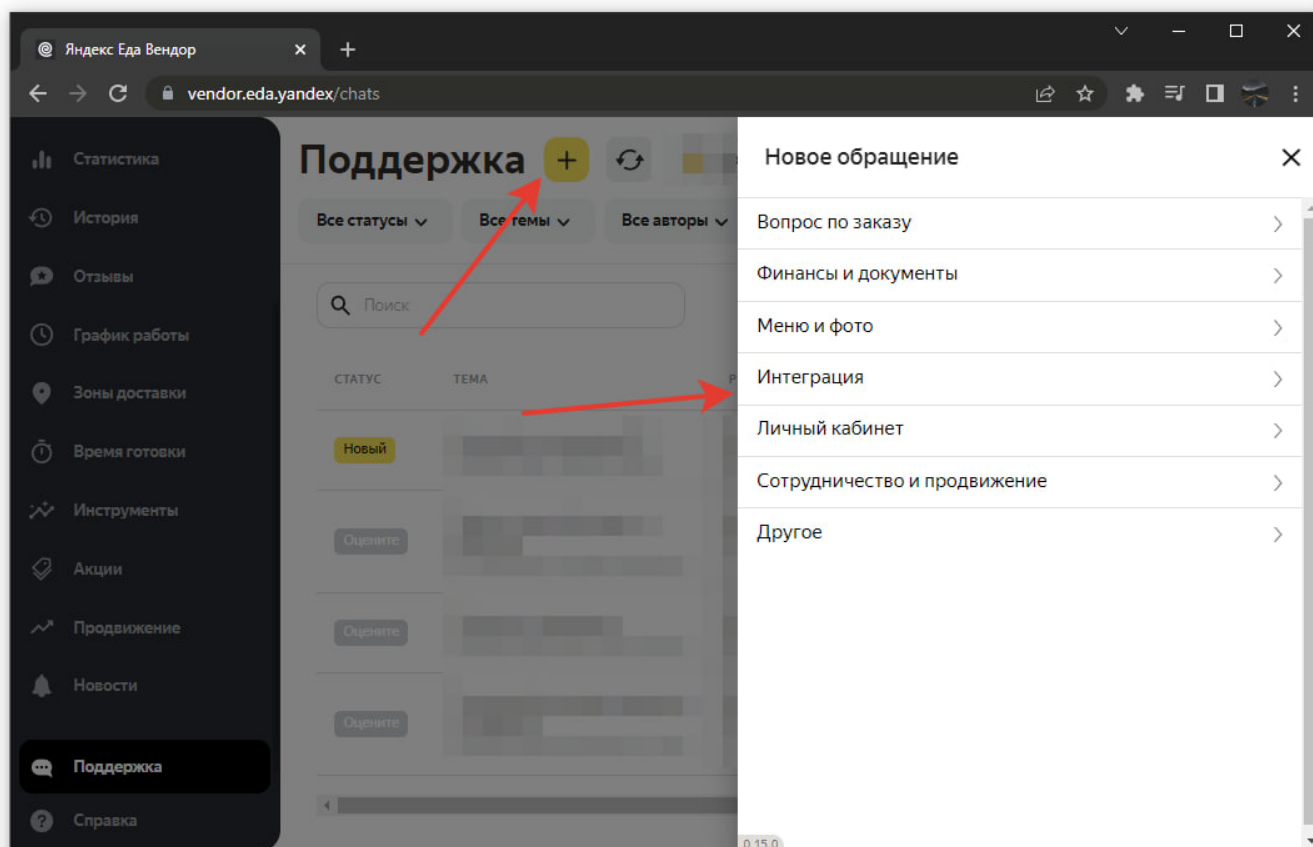 Яндекс Еда Вендор
vendor.eda.yandex/chats
Статистика
История
Отзывы
График работы
Зоны доставки
Время готовки
Инструменты
Акции
Продвижение
Новости
Поддержка
Справка
Поддержка
Все статусы Все темы Все авторы
Поиск
СТАТУС ТЕМА Р
Новый
Оцените
Оцените
Оцените
Новое обращение
Вопрос по заказу
Финансы и документы
Меню и фото
Интеграция
Личный кабинет
Сотрудничество и продвижение
Другое
0.15.0